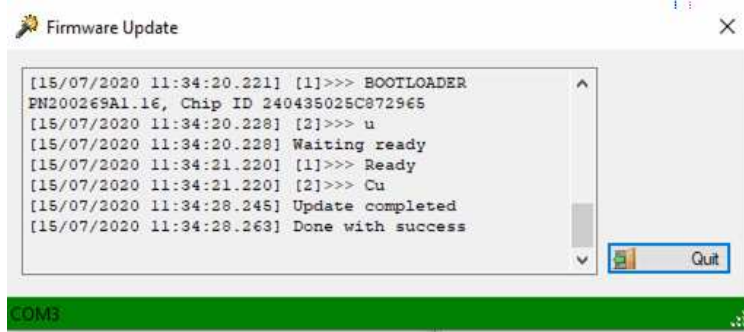 Firmware Update
[15/07/2020 11:34:20.221] [1]>>> BOOTLOADER
PN200269A1.16, Chip ID 240435025C872965
[15/07/2020 11:34:20.228] [2]>>> u
[15/07/2020 11:34:20.228] Waiting ready
[15/07/2020 11:34:21.220] [1]>>> Ready
[15/07/2020 11:34:21.220] [2]>>> Cu
[15/07/2020 11:34:28.245] Update completed
[15/07/2020 11:34:28.263] Done with success
Quit
COM3